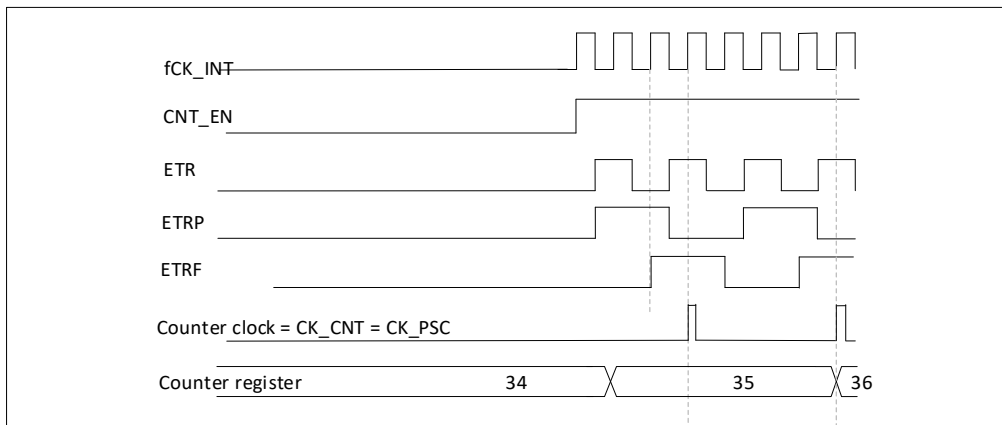 fCK_INT
CNT_EN
ETR
ETRP
ETRF
Counter clock = CK_CNT = CK_PSC
Counter register 34 35 36